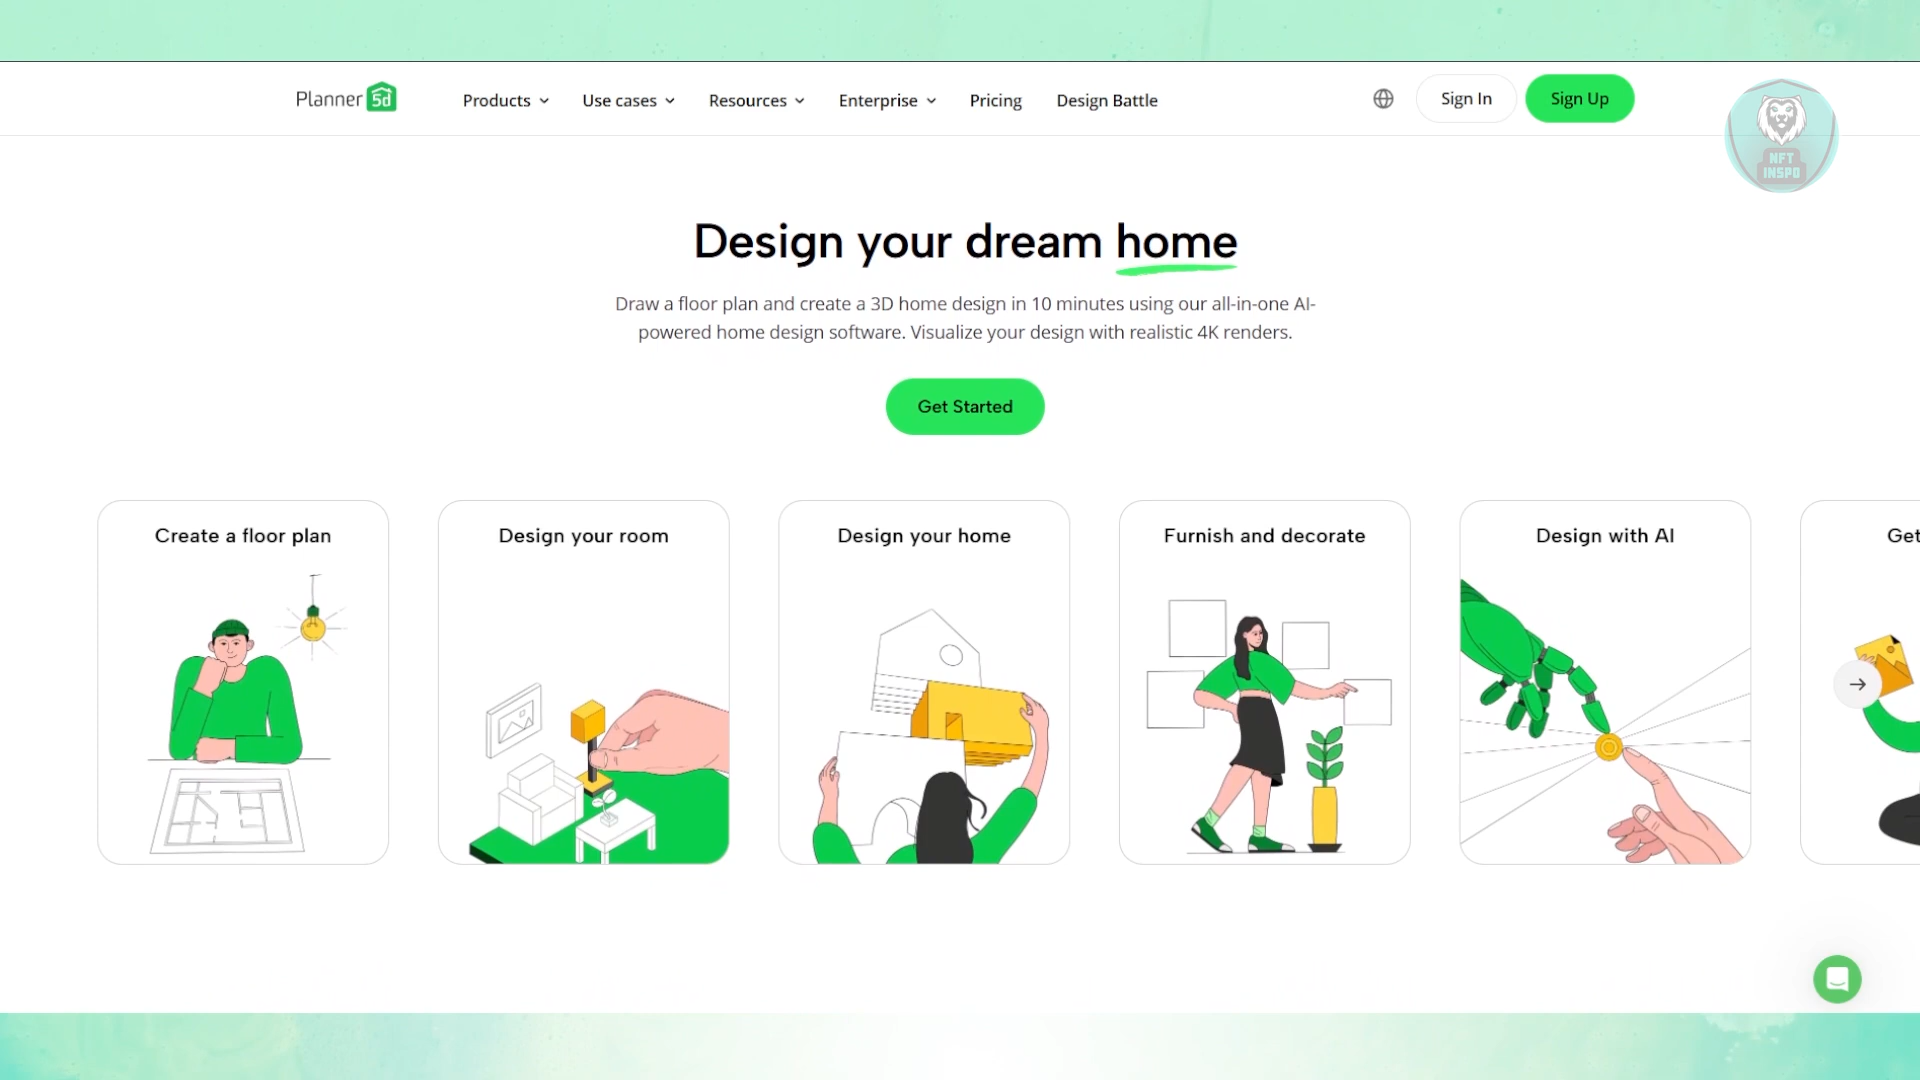 Planner 5d
Products
Use cases
Resources
Enterprise
Pricing
Design Battle
Sign In
Sign Up
NFT
INSPO
Design your dream home
Draw a floor plan and create a 3D home design in 10 minutes using our all-in-one AI-
powered home design software. Visualize your design with realistic 4K renders.
Get Started
Create a floor plan
Design your room
Design your home
Furnish and decorate
Design with AI
Get